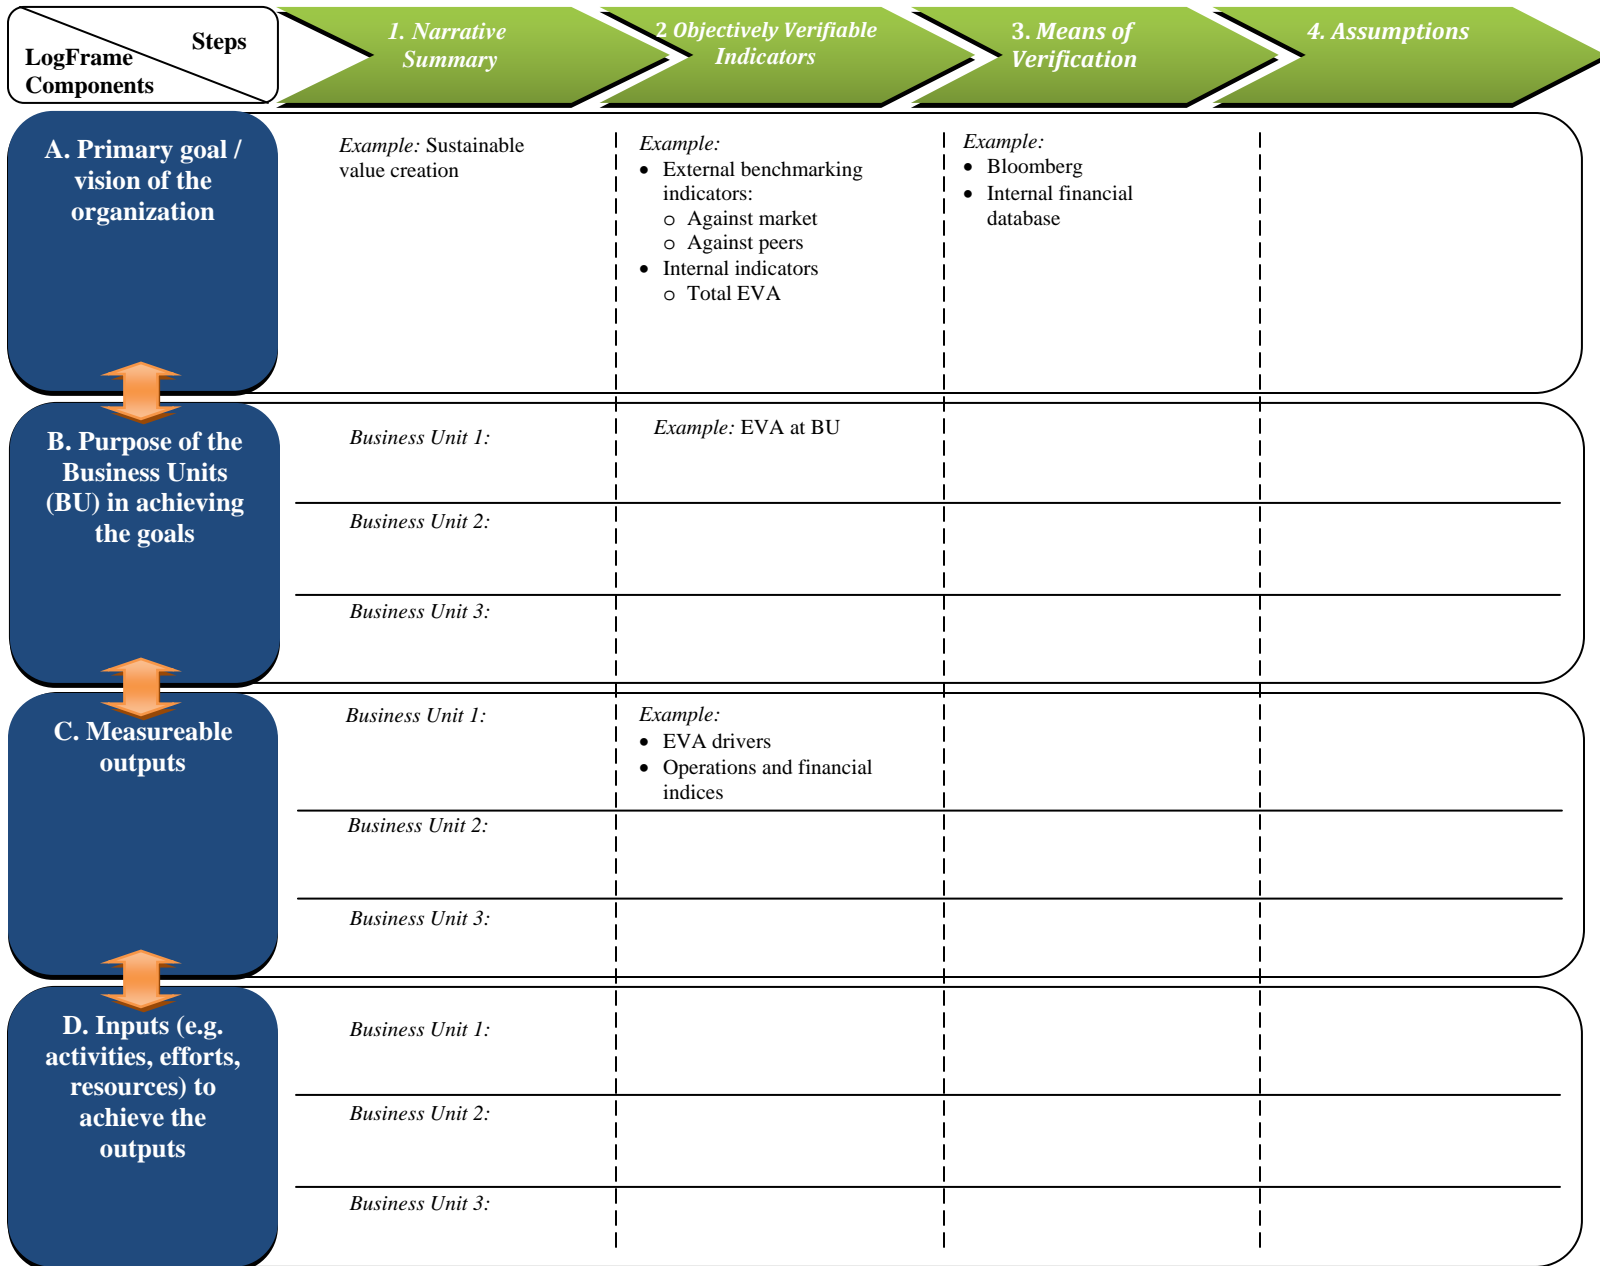 Steps
LogFrame
Components
1. Narrative
Summary
2 Objectively Verifiable
Indicators
3. Means of
Verification
4. Assumptions
A. Primary goal /
vision of the
organization
Example: Sustainable
value creation
Example:
• External benchmarking
indicators:
o Against market
o Against peers
• Internal indicators
o Total EVA
Example:
• Bloomberg
• Internal financial
database
B. Purpose of the
Business Units
(BU) in achieving
the goals
Business Unit 1:
Example: EVA at BU
Business Unit 2:
Business Unit 3:
C. Measureable
outputs
Business Unit 1:
Example:
• EVA drivers
• Operations and financial
indices
Business Unit 2:
Business Unit 3:
D. Inputs (e.g.
activities, efforts,
resources) to
achieve the
outputs
Business Unit 1:
Business Unit 2:
Business Unit 3: